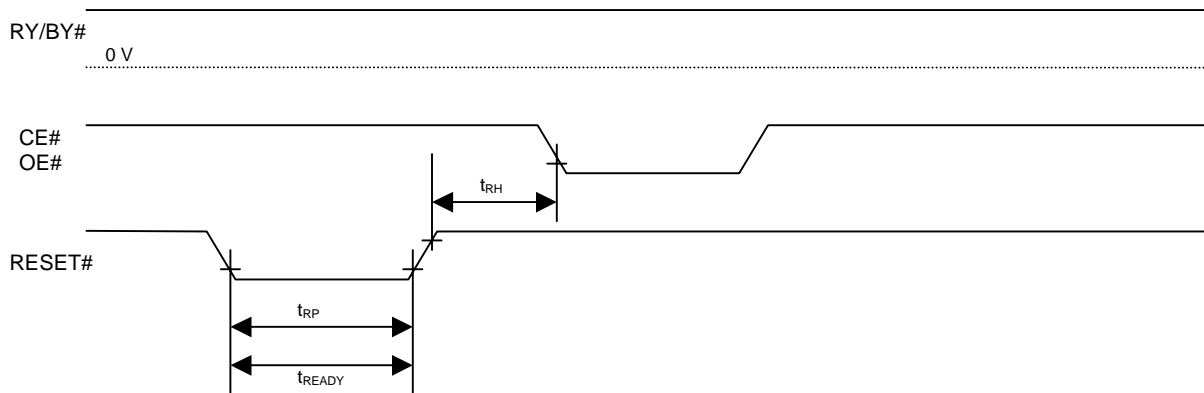 RY/BY#
0 V
CE#
OE#
tRH
RESET#
tRP
tREADY